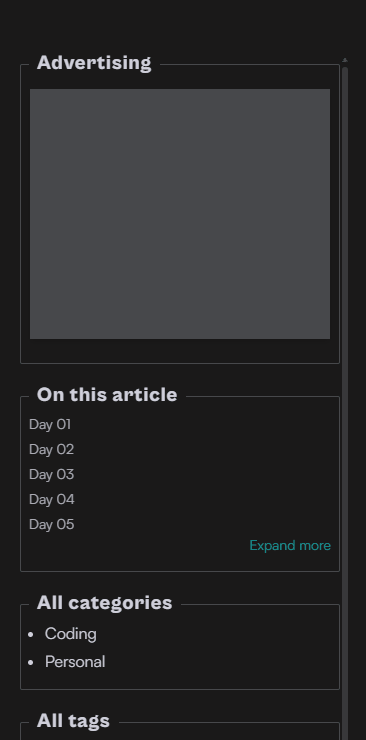 Advertising
On this article
Day 01
Day 02
Day 03
Day 04
Day 05
Expand more
All categories
Coding
Personal
All tags